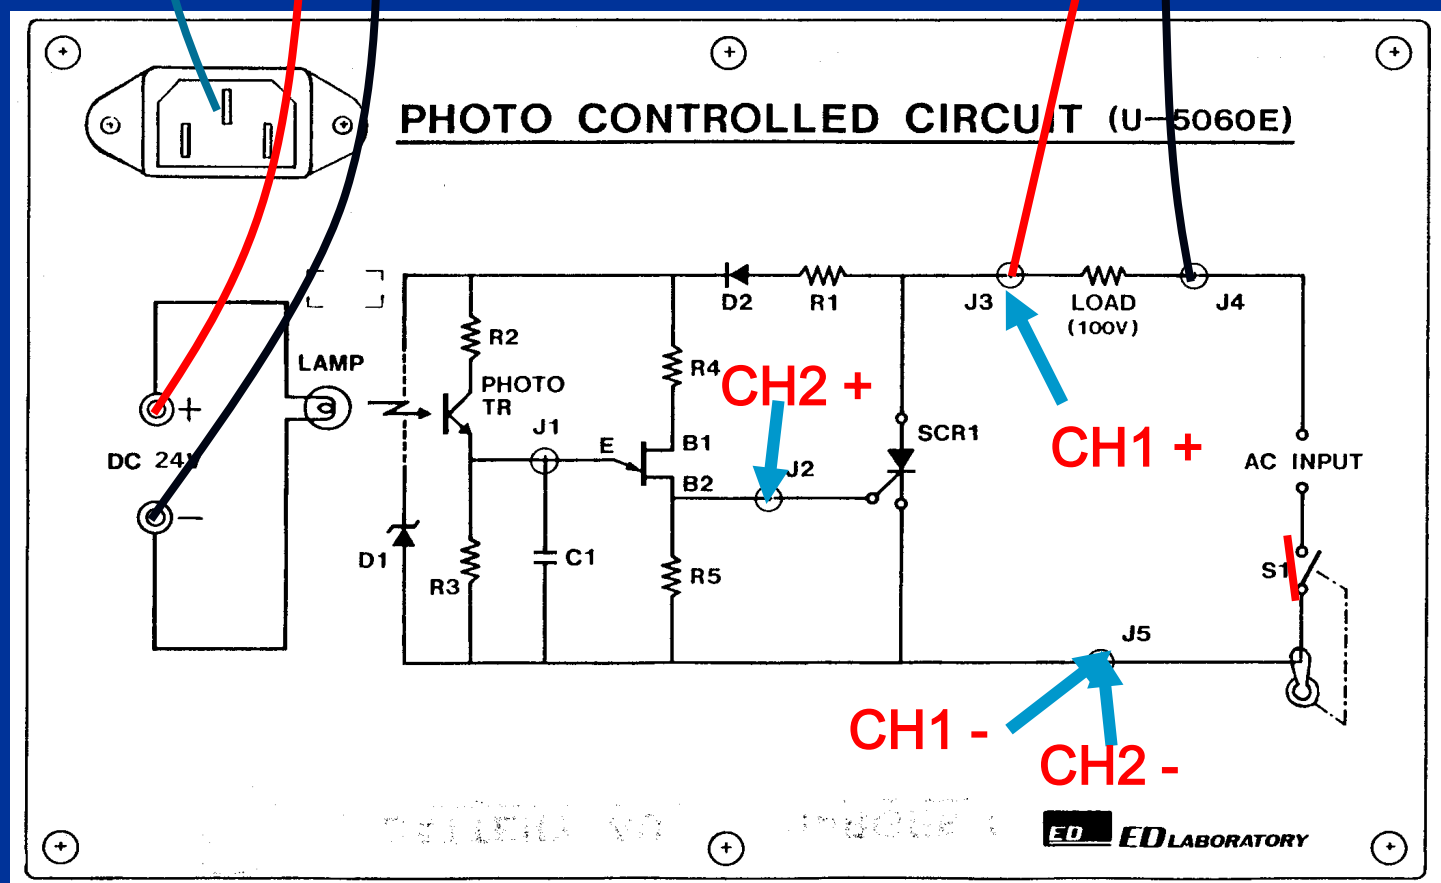 PHOTO CONTROLLED CIRCUIT (U-5060E)
D2
R1
J3
LOAD
(100V)
J4
R2
LAMP
PHOTO
TR
R4
CH2 +
+
J1
E
B1
SCR1
CH1 +
DC 24V
B2
J2
AC INPUT
−
D1
R3
C1
R5
S1
J5
CH1 -
CH2 -
ED ED LABORATORY